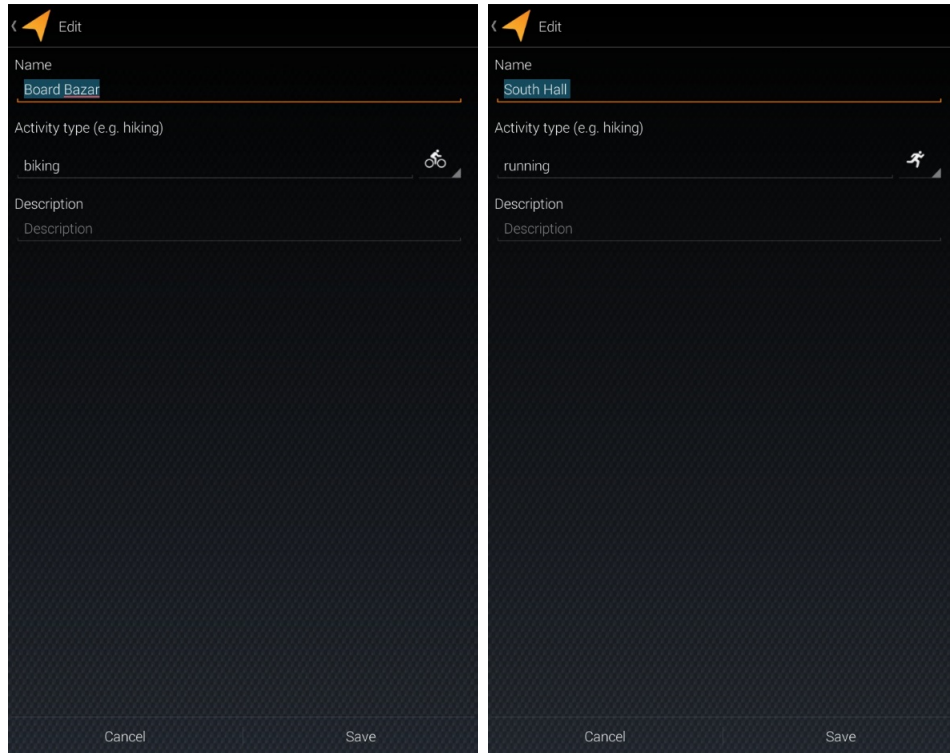 Edit
Name
Board Bazar
Activity type (e.g. hiking)
biking
Description
Description
Cancel Save
Edit
Name
South Hall
Activity type (e.g. hiking)
running
Description
Description
Cancel Save